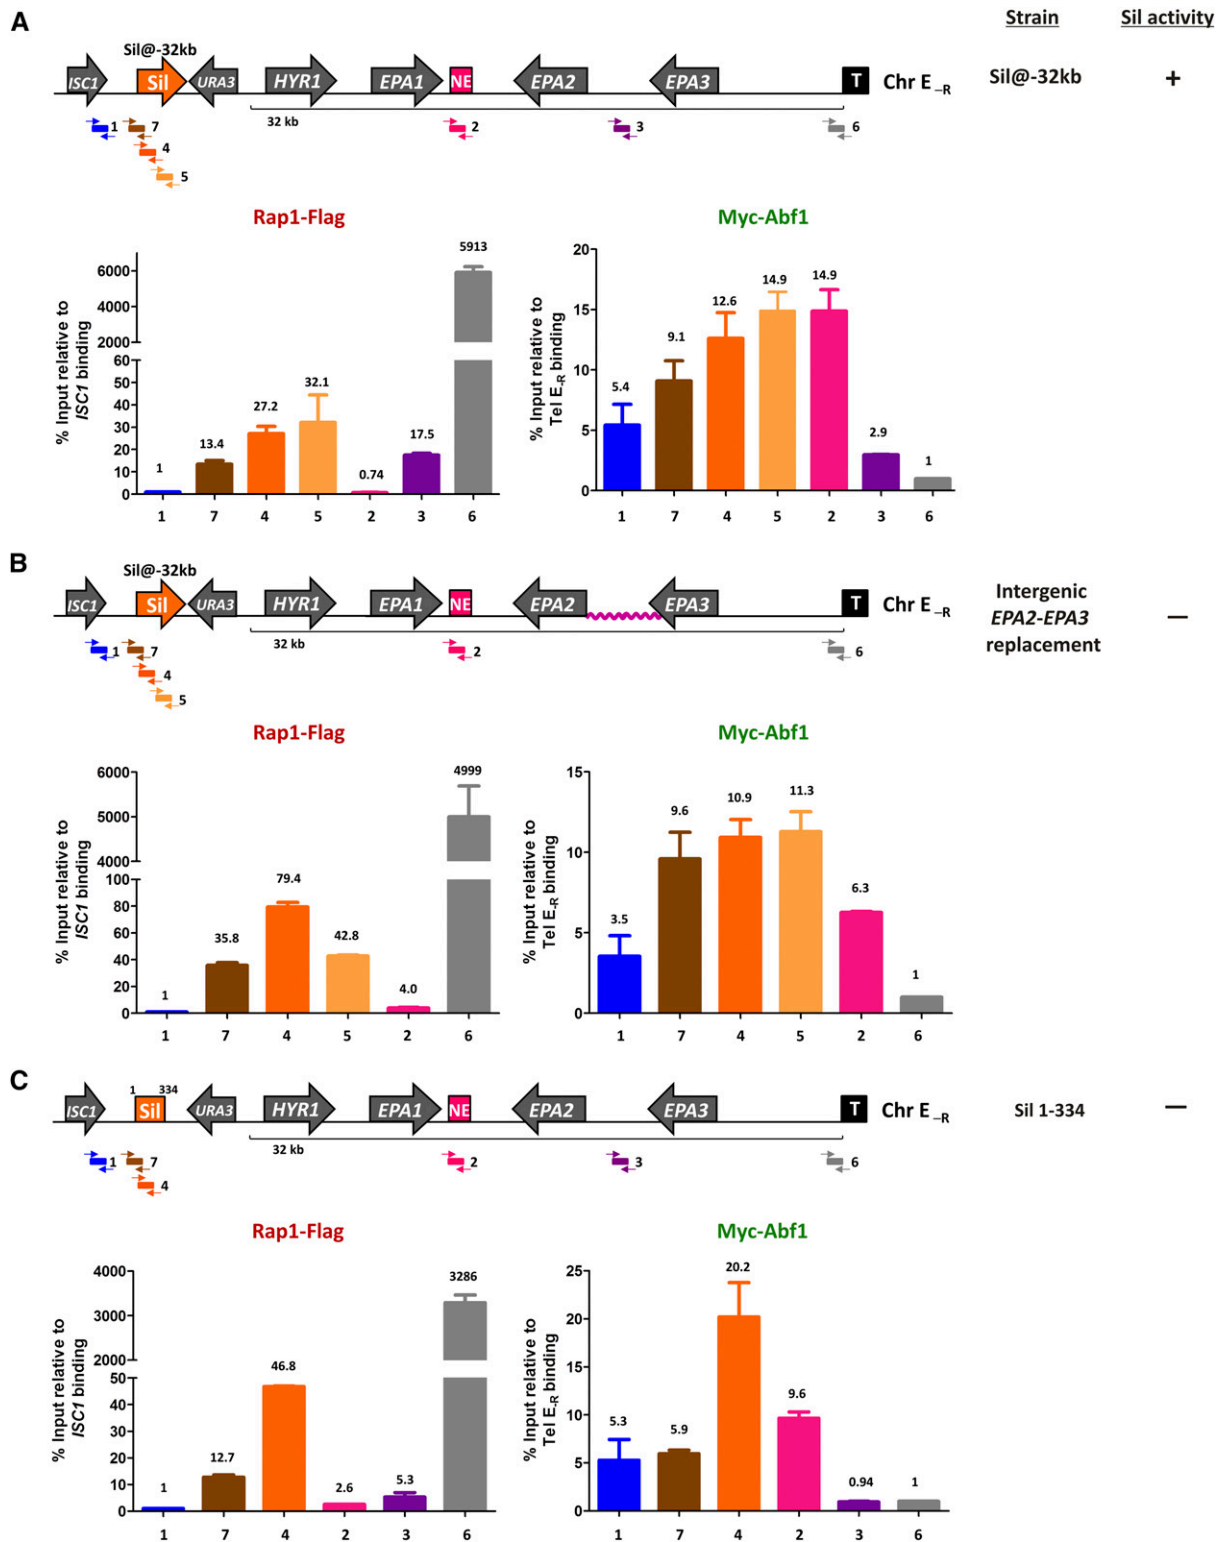 A
Strain
Sil activity
Sil@-32kb
ISC1
Sil
URA3
HYR1
EPA1
NE
EPA2
EPA3
T
Chr E –R
Sil@-32kb
+
32 kb
1
7
2
3
6
4
5
Rap1-Flag
Myc-Abf1
% Input relative to
ISC1 binding
6000
4000
2000
60
50
40
30
20
10
0
1
13.4
27.2
32.1
0.74
17.5
5913
1
7
4
5
2
3
6
% Input relative to
Tel E-R binding
20
15
10
5
0
5.4
9.1
12.6
14.9
14.9
2.9
1
1
7
4
5
2
3
6
B
Sil@-32kb
ISC1
Sil
URA3
HYR1
EPA1
NE
EPA2
EPA3
T
Chr E –R
Intergenic
EPA2-EPA3
replacement
—
32 kb
1
7
2
6
4
5
Rap1-Flag
Myc-Abf1
% Input relative to
ISC1 binding
6000
5000
4000
100
80
60
40
20
0
1
35.8
79.4
42.8
4.0
4999
1
7
4
5
2
6
% Input relative to
Tel E-R binding
15
10
5
0
3.5
9.6
10.9
11.3
6.3
1
1
7
4
5
2
6
C
1
334
ISC1
Sil
URA3
HYR1
EPA1
NE
EPA2
EPA3
T
Chr E –R
Sil 1-334
—
32 kb
1
7
2
3
6
4
Rap1-Flag
Myc-Abf1
% Input relative to
ISC1 binding
4000
3000
2000
50
40
30
20
10
0
1
12.7
46.8
2.6
5.3
3286
1
7
4
2
3
6
% Input relative to
Tel E-R binding
25
20
15
10
5
0
5.3
5.9
20.2
9.6
0.94
1
1
7
4
2
3
6